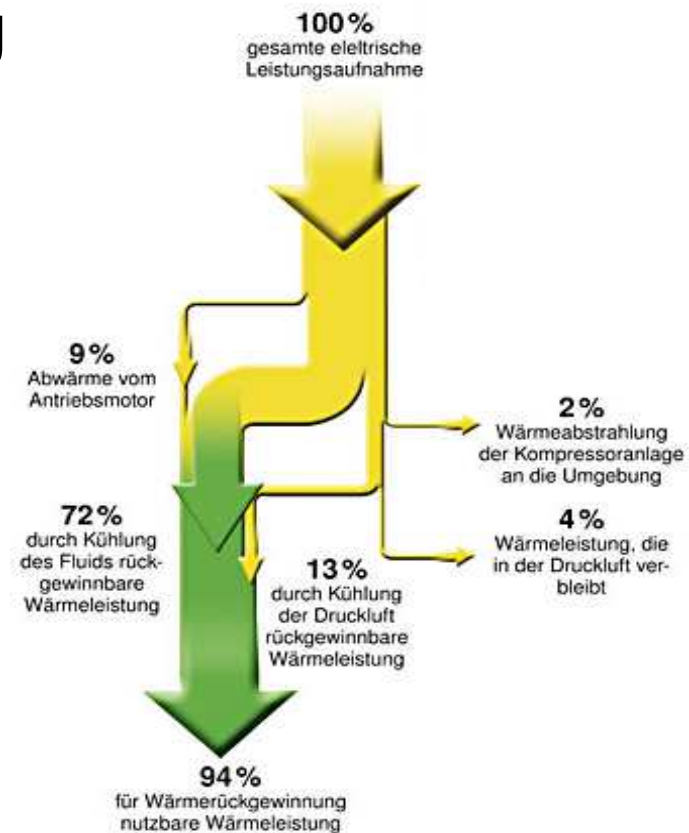 100%
gesamte eleltrische
Leistungsaufnahme
9%
Abwärme vom
Antriebsmotor
2%
Wärmeabstrahlung
der Kompressoranlage
an die Umgebung
72%
durch Kühlung
des Fluids rück-
gewinnbare
Wärmeleistung
4%
Wärmeleistung, die
in der Druckluft ver-
bleibt
13%
durch Kühlung
der Druckluft
rückgewinnbare
Wärmeleistung
94%
für Wärmerückgewinnung
nutzbare Wärmeleistung